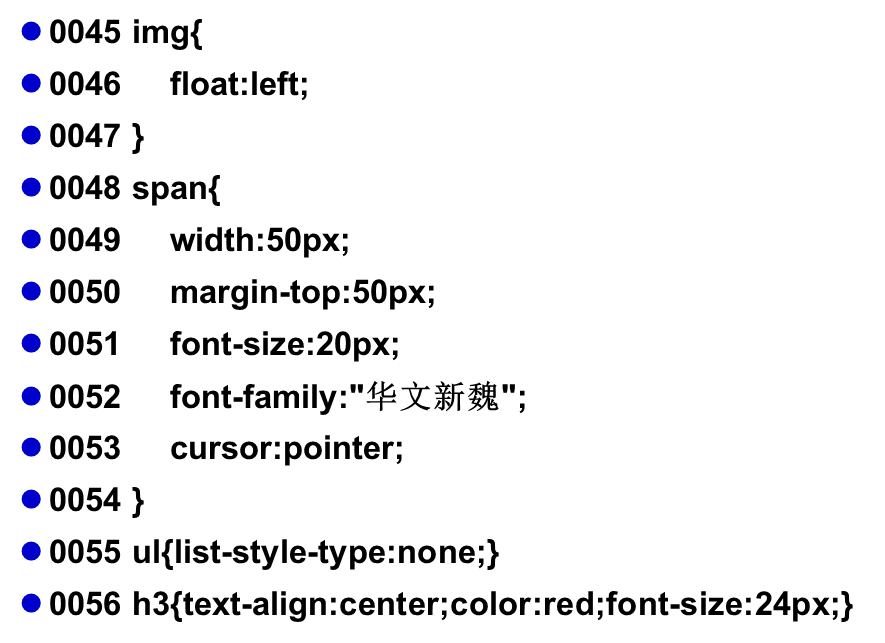 ● 0045 img{
● 0046 float:left;
● 0047 }
● 0048 span{
● 0049 width:50px;
● 0050 margin-top:50px;
● 0051 font-size:20px;
● 0052 font-family:"华文新魏";
● 0053 cursor:pointer;
● 0054 }
● 0055 ul{list-style-type:none;}
● 0056 h3{text-align:center;color:red;font-size:24px;}